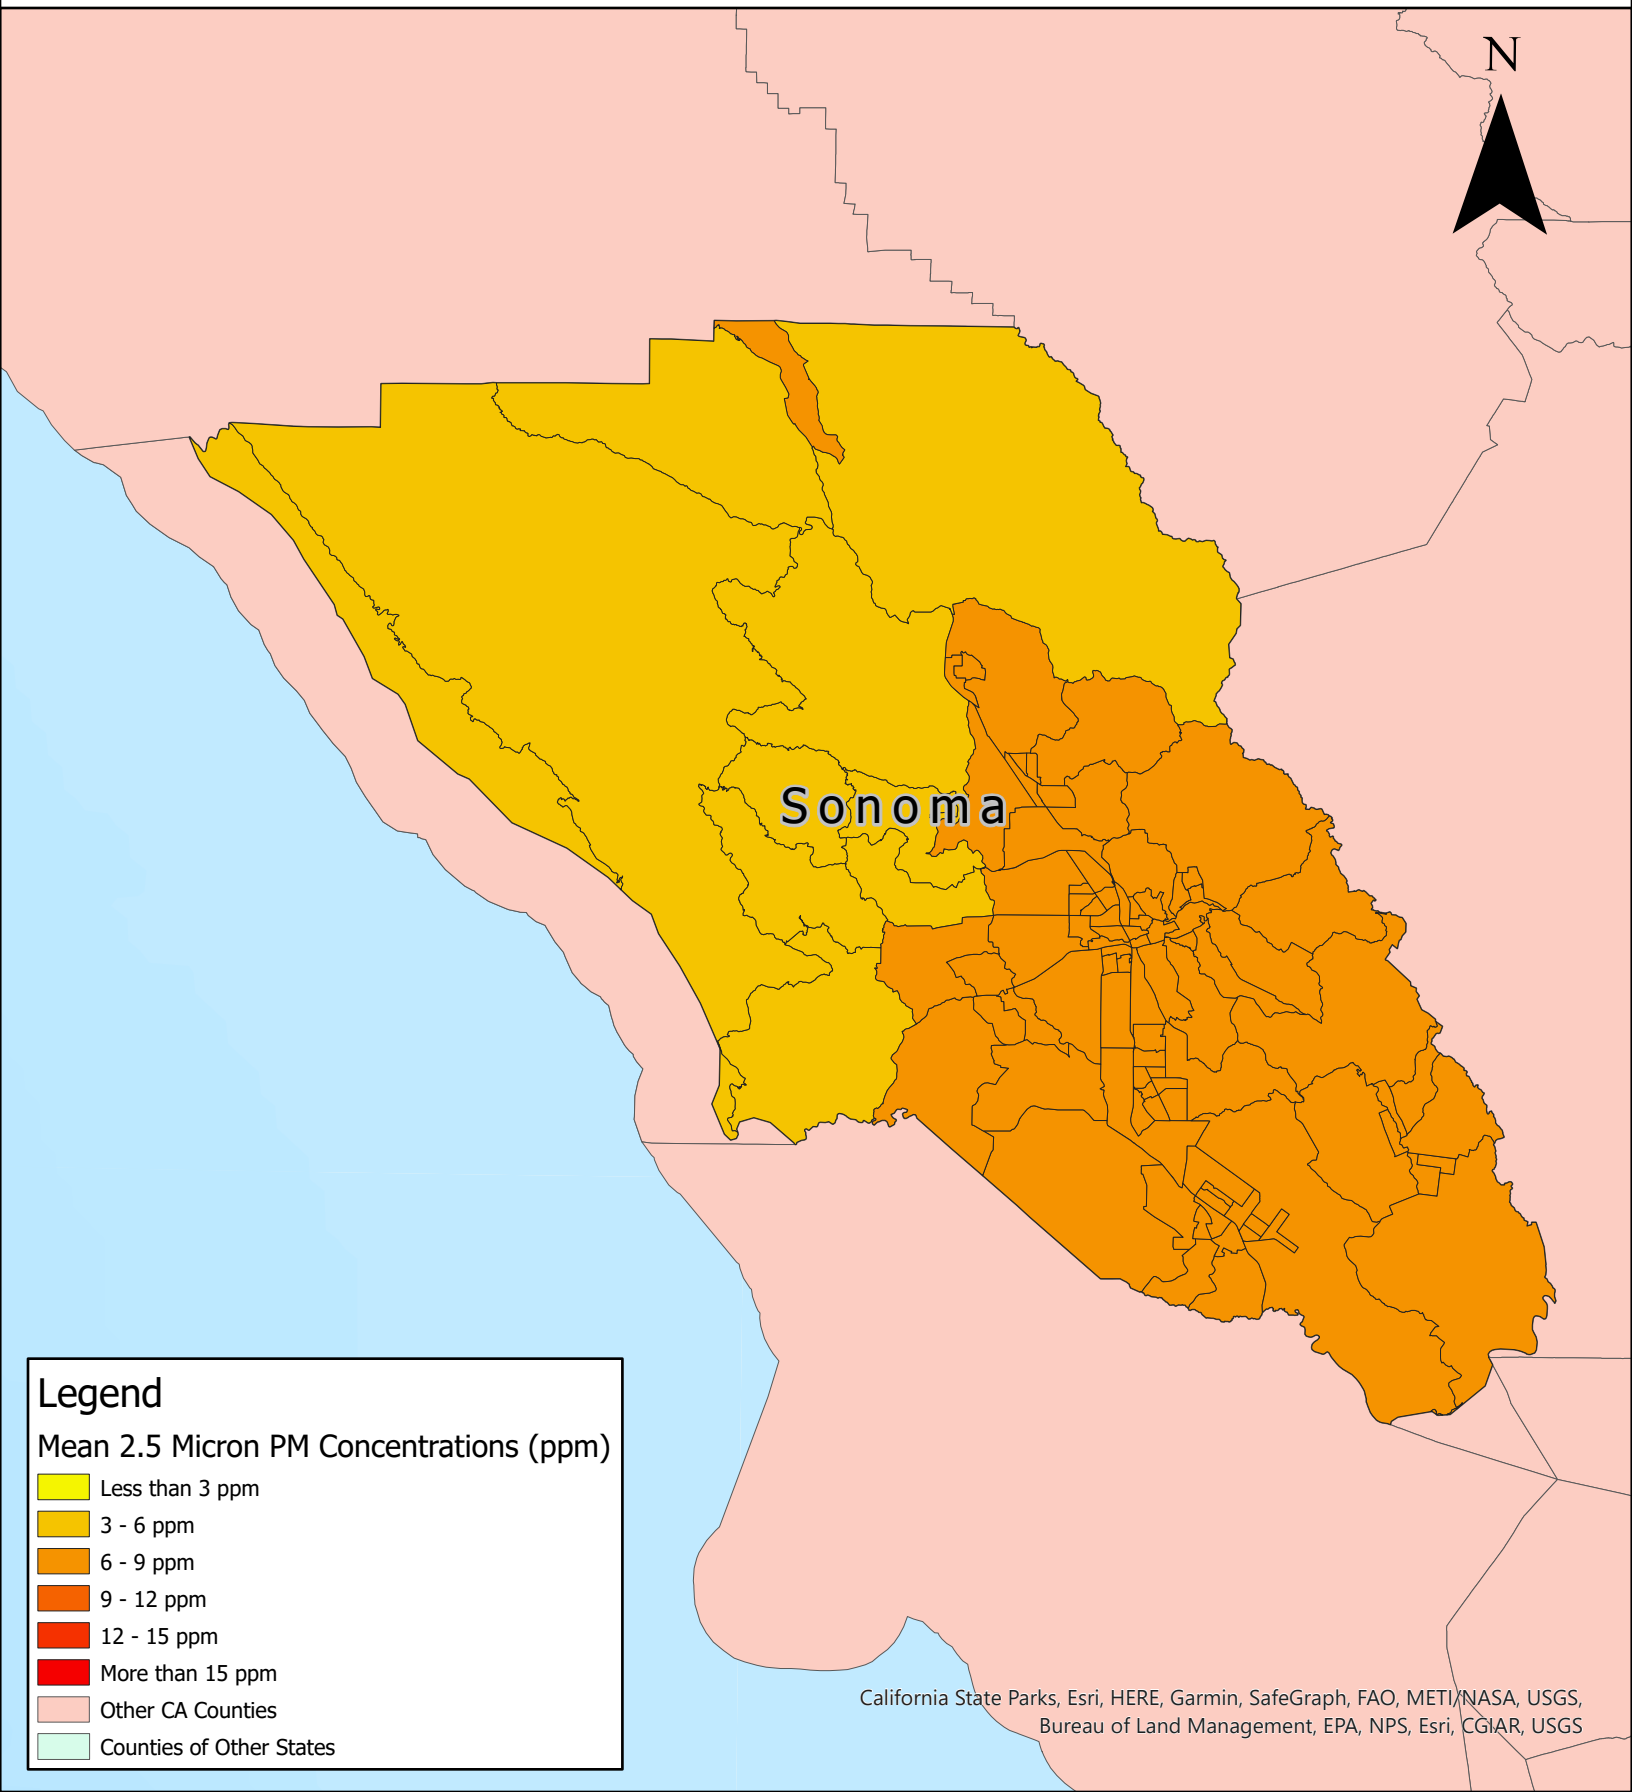 N
Sonoma
Legend
Mean 2.5 Micron PM Concentrations (ppm)
Less than 3 ppm
3 - 6 ppm
6 - 9 ppm
9 - 12 ppm
12 - 15 ppm
More than 15 ppm
Other CA Counties
Counties of Other States
California State Parks, Esri, HERE, Garmin, SafeGraph, FAO, METI/NASA, USGS,
Bureau of Land Management, EPA, NPS, Esri, CGIAR, USGS